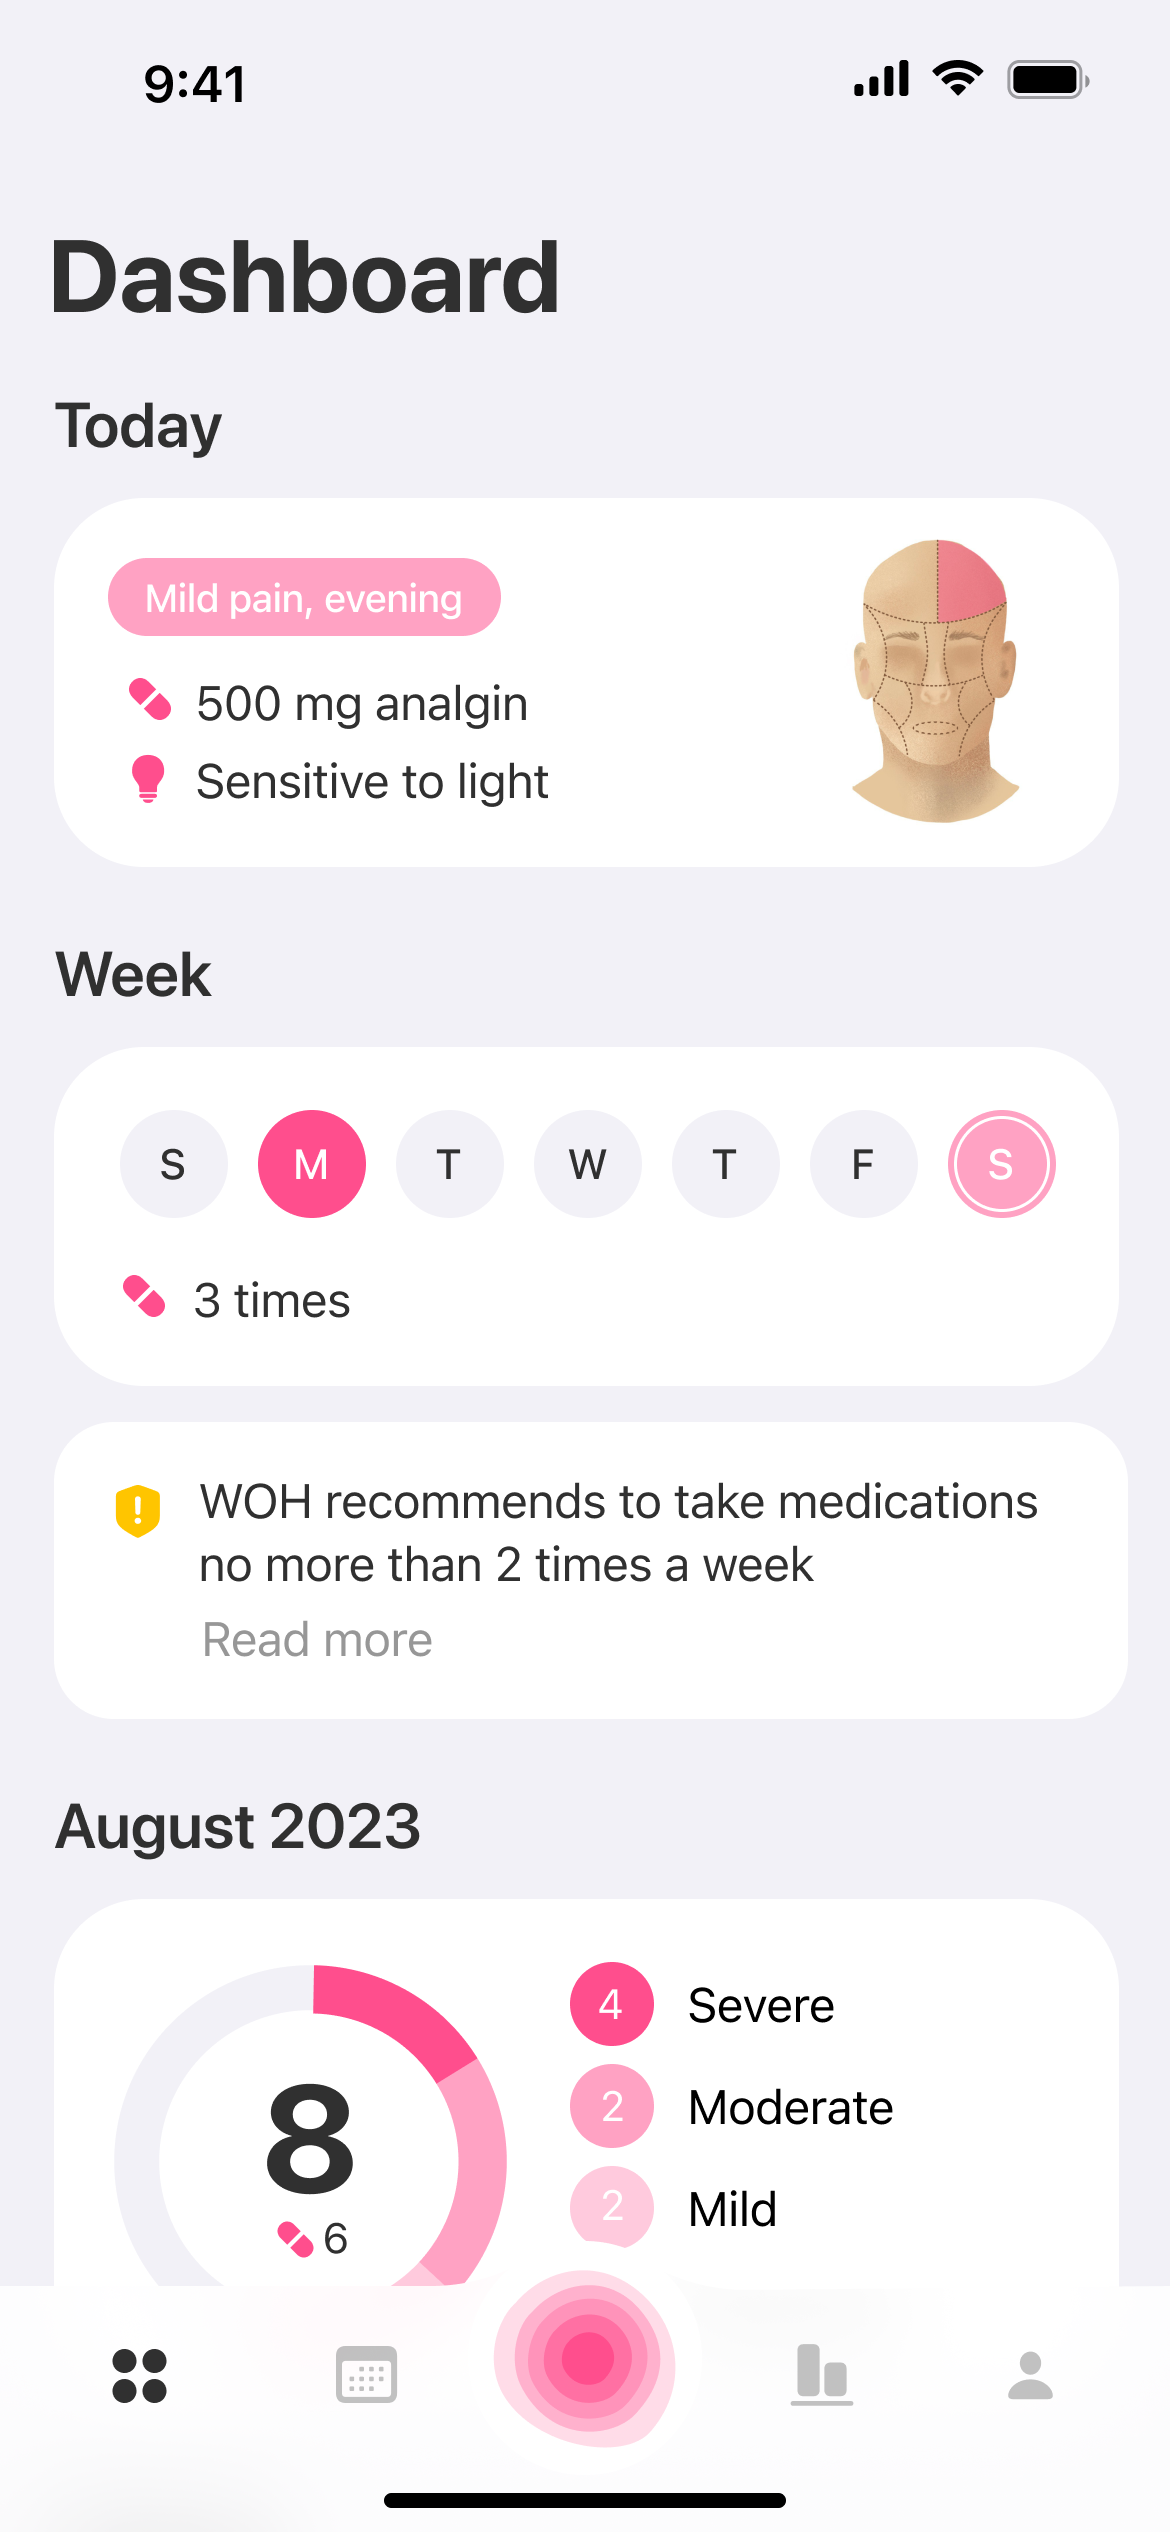 9:41
Dashboard
Today
Mild pain, evening
500 mg analgin
Sensitive to light
Week
S M T W T F S
3 times
WOH recommends to take medications
no more than 2 times a week
Read more
August 2023
8
6
4 Severe
2 Moderate
2 Mild